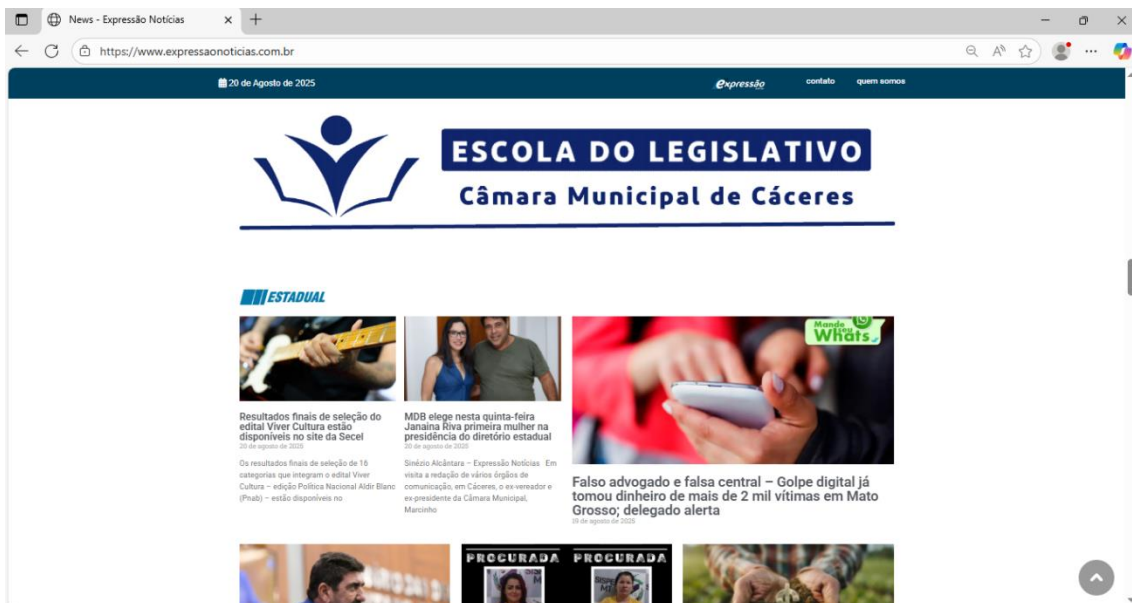 News - Expressão Notícias
https://www.expressaonoticias.com.br
20 de Agosto de 2025
expressão
contato
quem somos
ESCOLA DO LEGISLATIVO
Câmara Municipal de Cáceres
ESTADUAL
Mande seu
Whats
Resultados finais de seleção do
edital Viver Cultura estão
disponíveis no site da Secel
20 de agosto de 2025
Os resultados finais de seleção de 16
categorias que integram o edital Viver
Cultura – edição Política Nacional Aldir Blanc
(Pnab) – estão disponíveis no
MDB elege nesta quinta-feira
Janaina Riva primeira mulher na
presidência do diretório estadual
20 de agosto de 2025
Sinézio Alcântara – Expressão Notícias Em
visita a redação de vários órgãos de
comunicação, em Cáceres, o ex-vereador e
ex-presidente da Câmara Municipal,
Marcinho
Falso advogado e falsa central – Golpe digital já
tomou dinheiro de mais de 2 mil vítimas em Mato
Grosso; delegado alerta
19 de agosto de 2025
PROCURADA PROCURADA